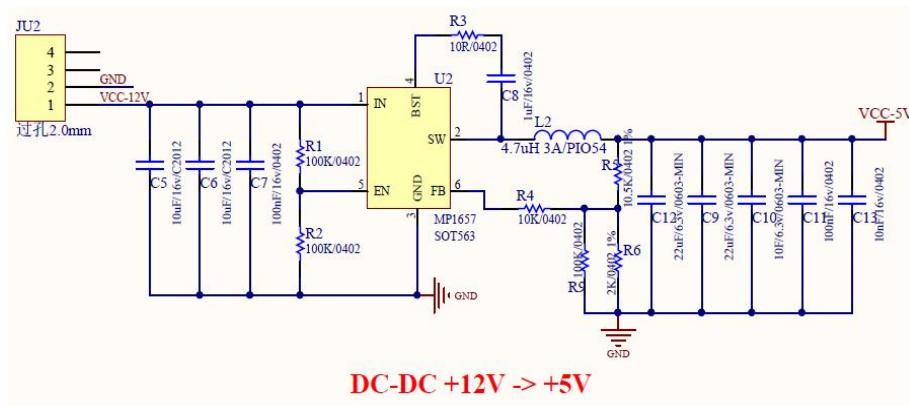 JU2
4
3
2
1
GND
VCC-12V
过孔2.0mm
C5
10uF/16v/C2012
C6
10uF/16v/C2012
C7
100nF/16v/0402
R1
100K/0402
R2
100K/0402
R3
10R/0402
C8
1uF/16v/0402
U2
1
IN
4
BST
SW
2
5
EN
GND
3
FB
6
MP1657
SOT563
L2
4.7uH 3A/PIO54
R4
10K/0402
R5
10.5K/0402 1%
R9
100K/0402
R6
2K/0402 1%
C12
22uF/6.3v/0603-MIN
C9
22uF/6.3v/0603-MIN
C10
10F/6.3v/0603-MIN
C11
100nF/16v/0402
C13
10nF/16v/0402
VCC-5V
GND
GND
DC-DC +12V -> +5V